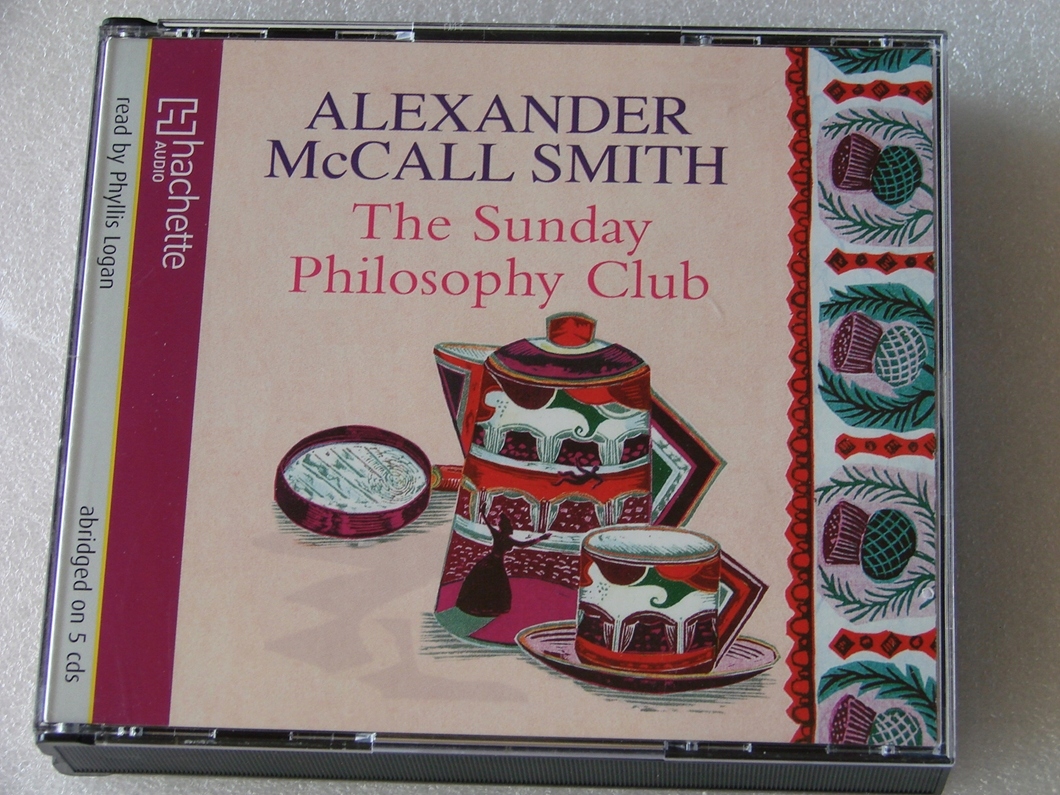 ALEXANDER
McCALL SMITH
The Sunday
Philosophy Club
hachette
AUDIO
read by Phyllis Logan
abridged on 5 cds